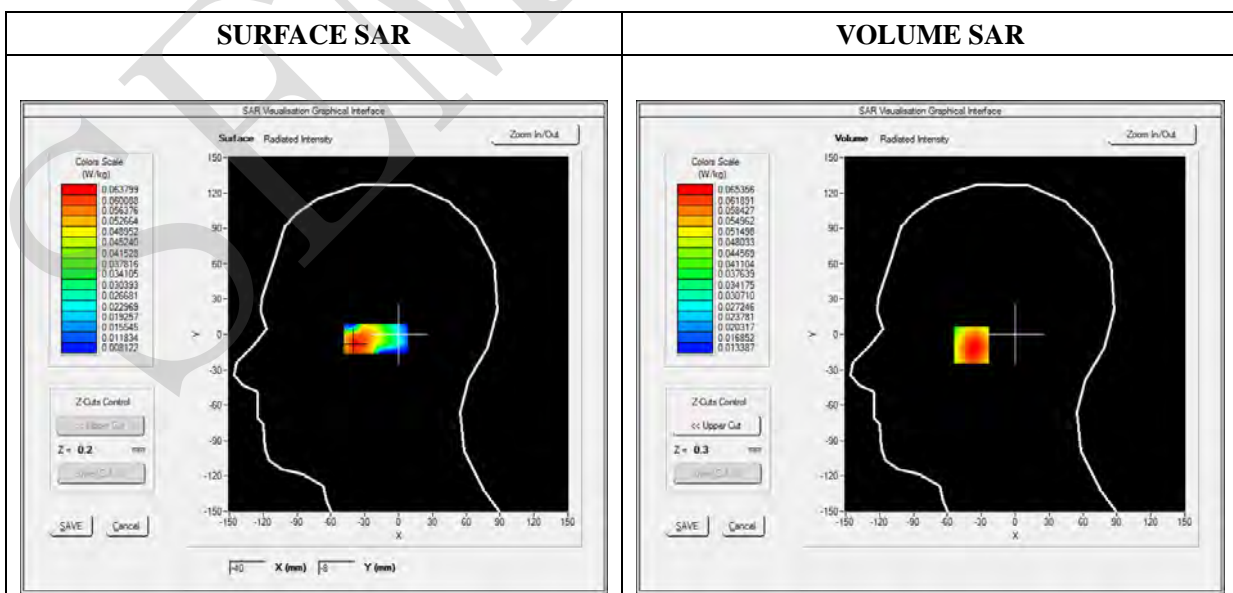 SURFACE SAR
VOLUME SAR
SAR Visualisation Graphical Interface
Surface Radiated Intensity
Zoom In/Out
Colors Scale
(W/kg)
0.063799
0.060088
0.056376
0.052664
0.048952
0.045240
0.041528
0.037816
0.034105
0.030393
0.026681
0.022969
0.019257
0.015545
0.011834
0.008122
150
120
90
60
30
0
-30
-60
-90
-120
-150
Y
-150 -120 -90 -60 -30 0 30 60 90 120 150
X
Z-Cuts Control
<< Upper Cut
Z = 0.2 mm
SAVE
Cancel
-40 X (mm) -8 Y (mm)
SAR Visualisation Graphical Interface
Volume Radiated Intensity
Zoom In/Out
Colors Scale
(W/kg)
0.065356
0.061891
0.058427
0.054962
0.051498
0.048033
0.044569
0.041104
0.037639
0.034175
0.030710
0.027246
0.023781
0.020317
0.016852
0.013387
150
120
90
60
30
0
-30
-60
-90
-120
-150
Y
-150 -120 -90 -60 -30 0 30 60 90 120 150
X
Z-Cuts Control
<< Upper Cut
Z = 0.3 mm
SAVE
Cancel